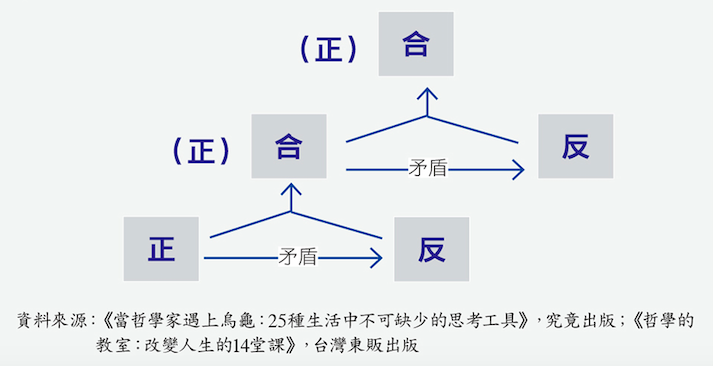 （正） 合
（正） 合 矛盾 反
正 矛盾 反
資料來源：《當哲學家遇上烏龜：25種生活中不可缺少的思考工具》，究竟出版；《哲學的
教室：改變人生的14堂課》，台灣東販出版